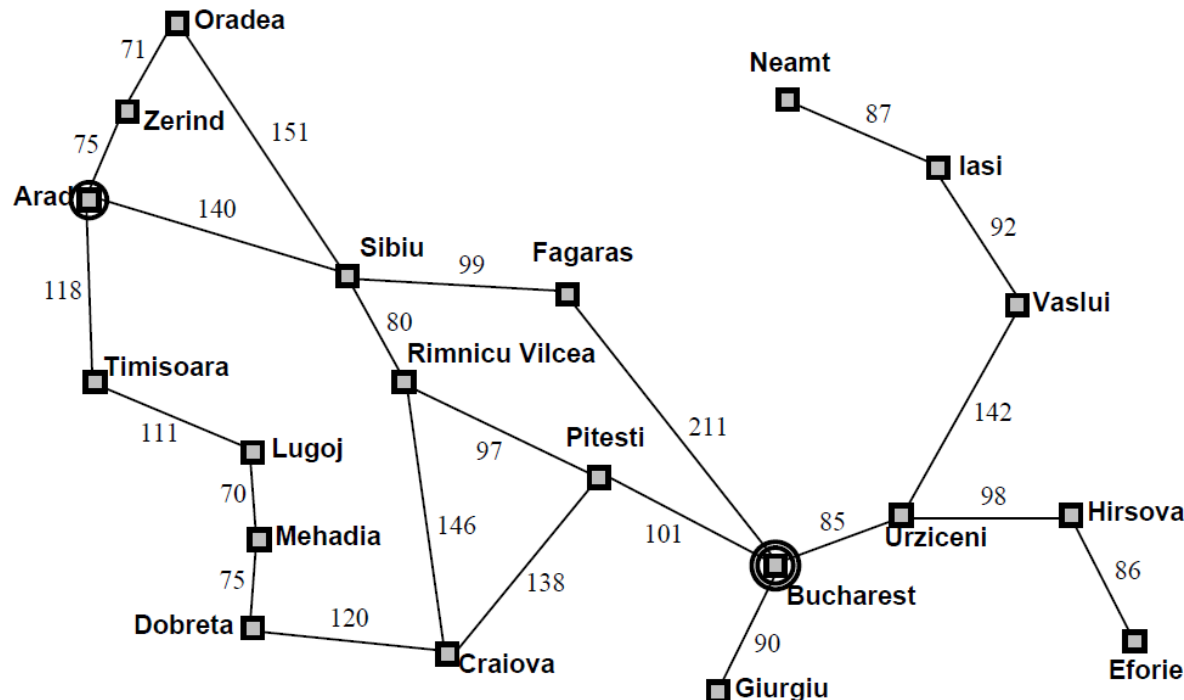 Oradea
71
Neamt
87
Zerind
151
75
Iasi
Arad
140
92
Sibiu
Fagaras
99
118
Vaslui
80
Timisoara
Rimnicu Vilcea
142
211
111
Pitesti
Lugoj
97
70
98
Hirsova
146
101
85
Urziceni
Mehadia
75
138
86
Bucharest
Dobreta
120
90
Craiova
Eforie
Giurgiu